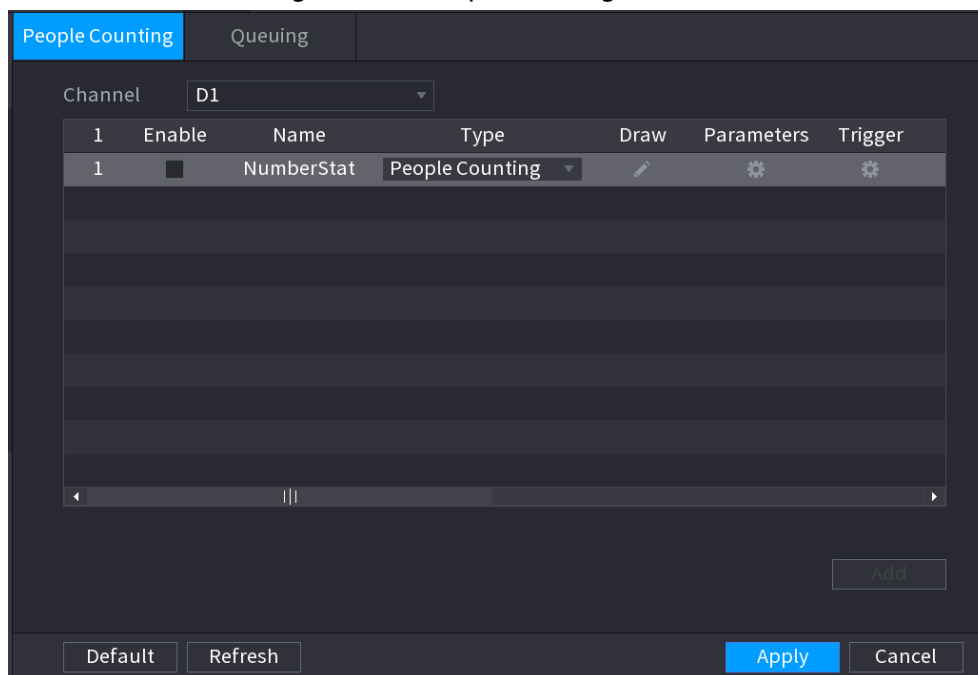 People Counting Queuing
Channel D1
1 Enable Name Type Draw Parameters Trigger
1 NumberStat People Counting
Add
Default Refresh Apply Cancel